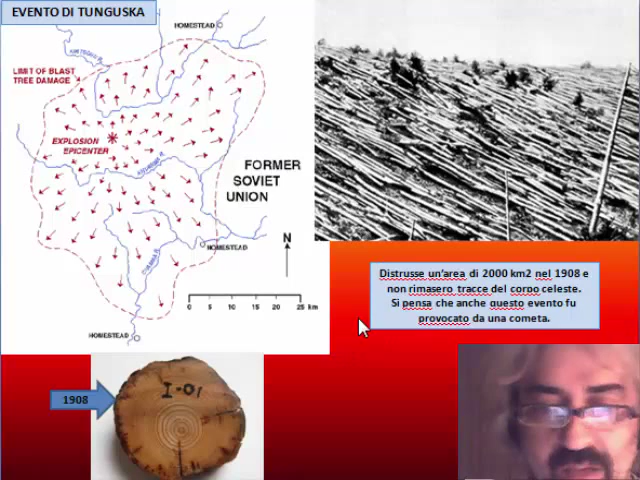 EVENTO DI TUNGUSKA
HOMESTEAD
LIMIT OF BLAST
TREE DAMAGE
EXPLOSION
EPICENTER
FORMER
SOVIET
UNION
HOMESTEAD
N
0 5 10 15 20 25 km
HOMESTEAD
Distrusse un'area di 2000 km2 nel 1908 e
non rimasero tracce del corpo celeste.
Si pensa che anche questo evento fu
provocato da una cometa.
1908
I-01